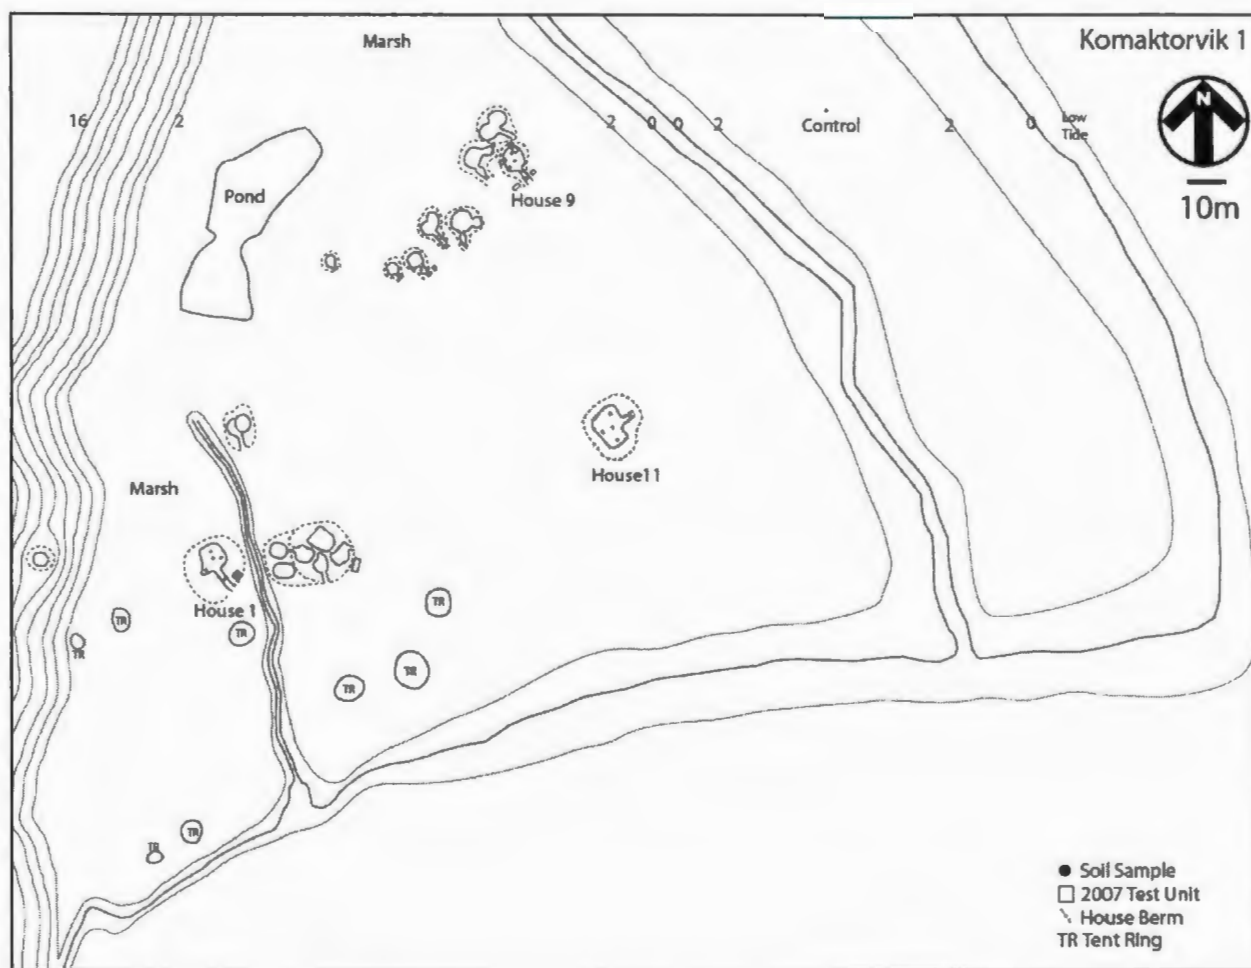 Marsh
Komaktorvik 1
16
2
2
0
0
2
Control
2
0
Low
Tide
N
10m
Pond
House 9
House11
Marsh
House 1
TR
TR
TR
TR
TR
TR
TR
TR
Soil Sample
2007 Test Unit
House Berm
TR Tent Ring